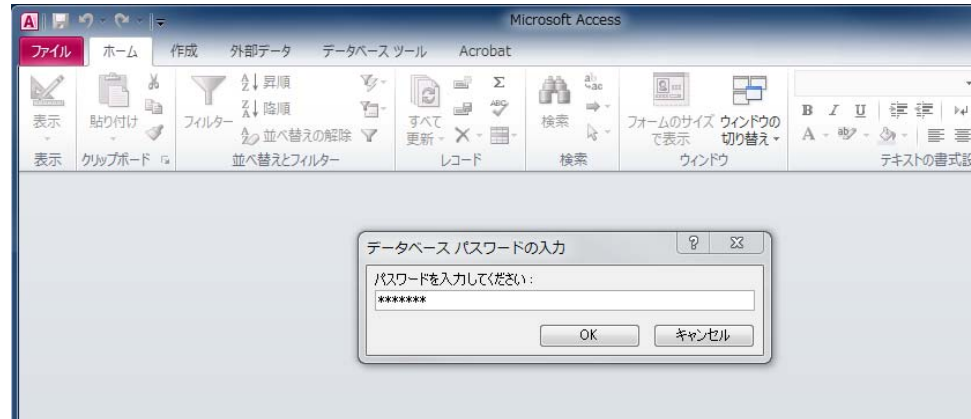 Microsoft Access
ファイル ホーム 作成 外部データ データベース ツール Acrobat
表示
貼り付け
フィルター
昇順
降順
並べ替えの解除
すべて
更新
検索
フォームのサイズ
で表示
ウィンドウの
切り替え
B I U
A
表示 クリップボード 並べ替えとフィルター レコード 検索 ウィンドウ テキストの書式設
データベース パスワードの入力
パスワードを入力してください:
*******
OK キャンセル